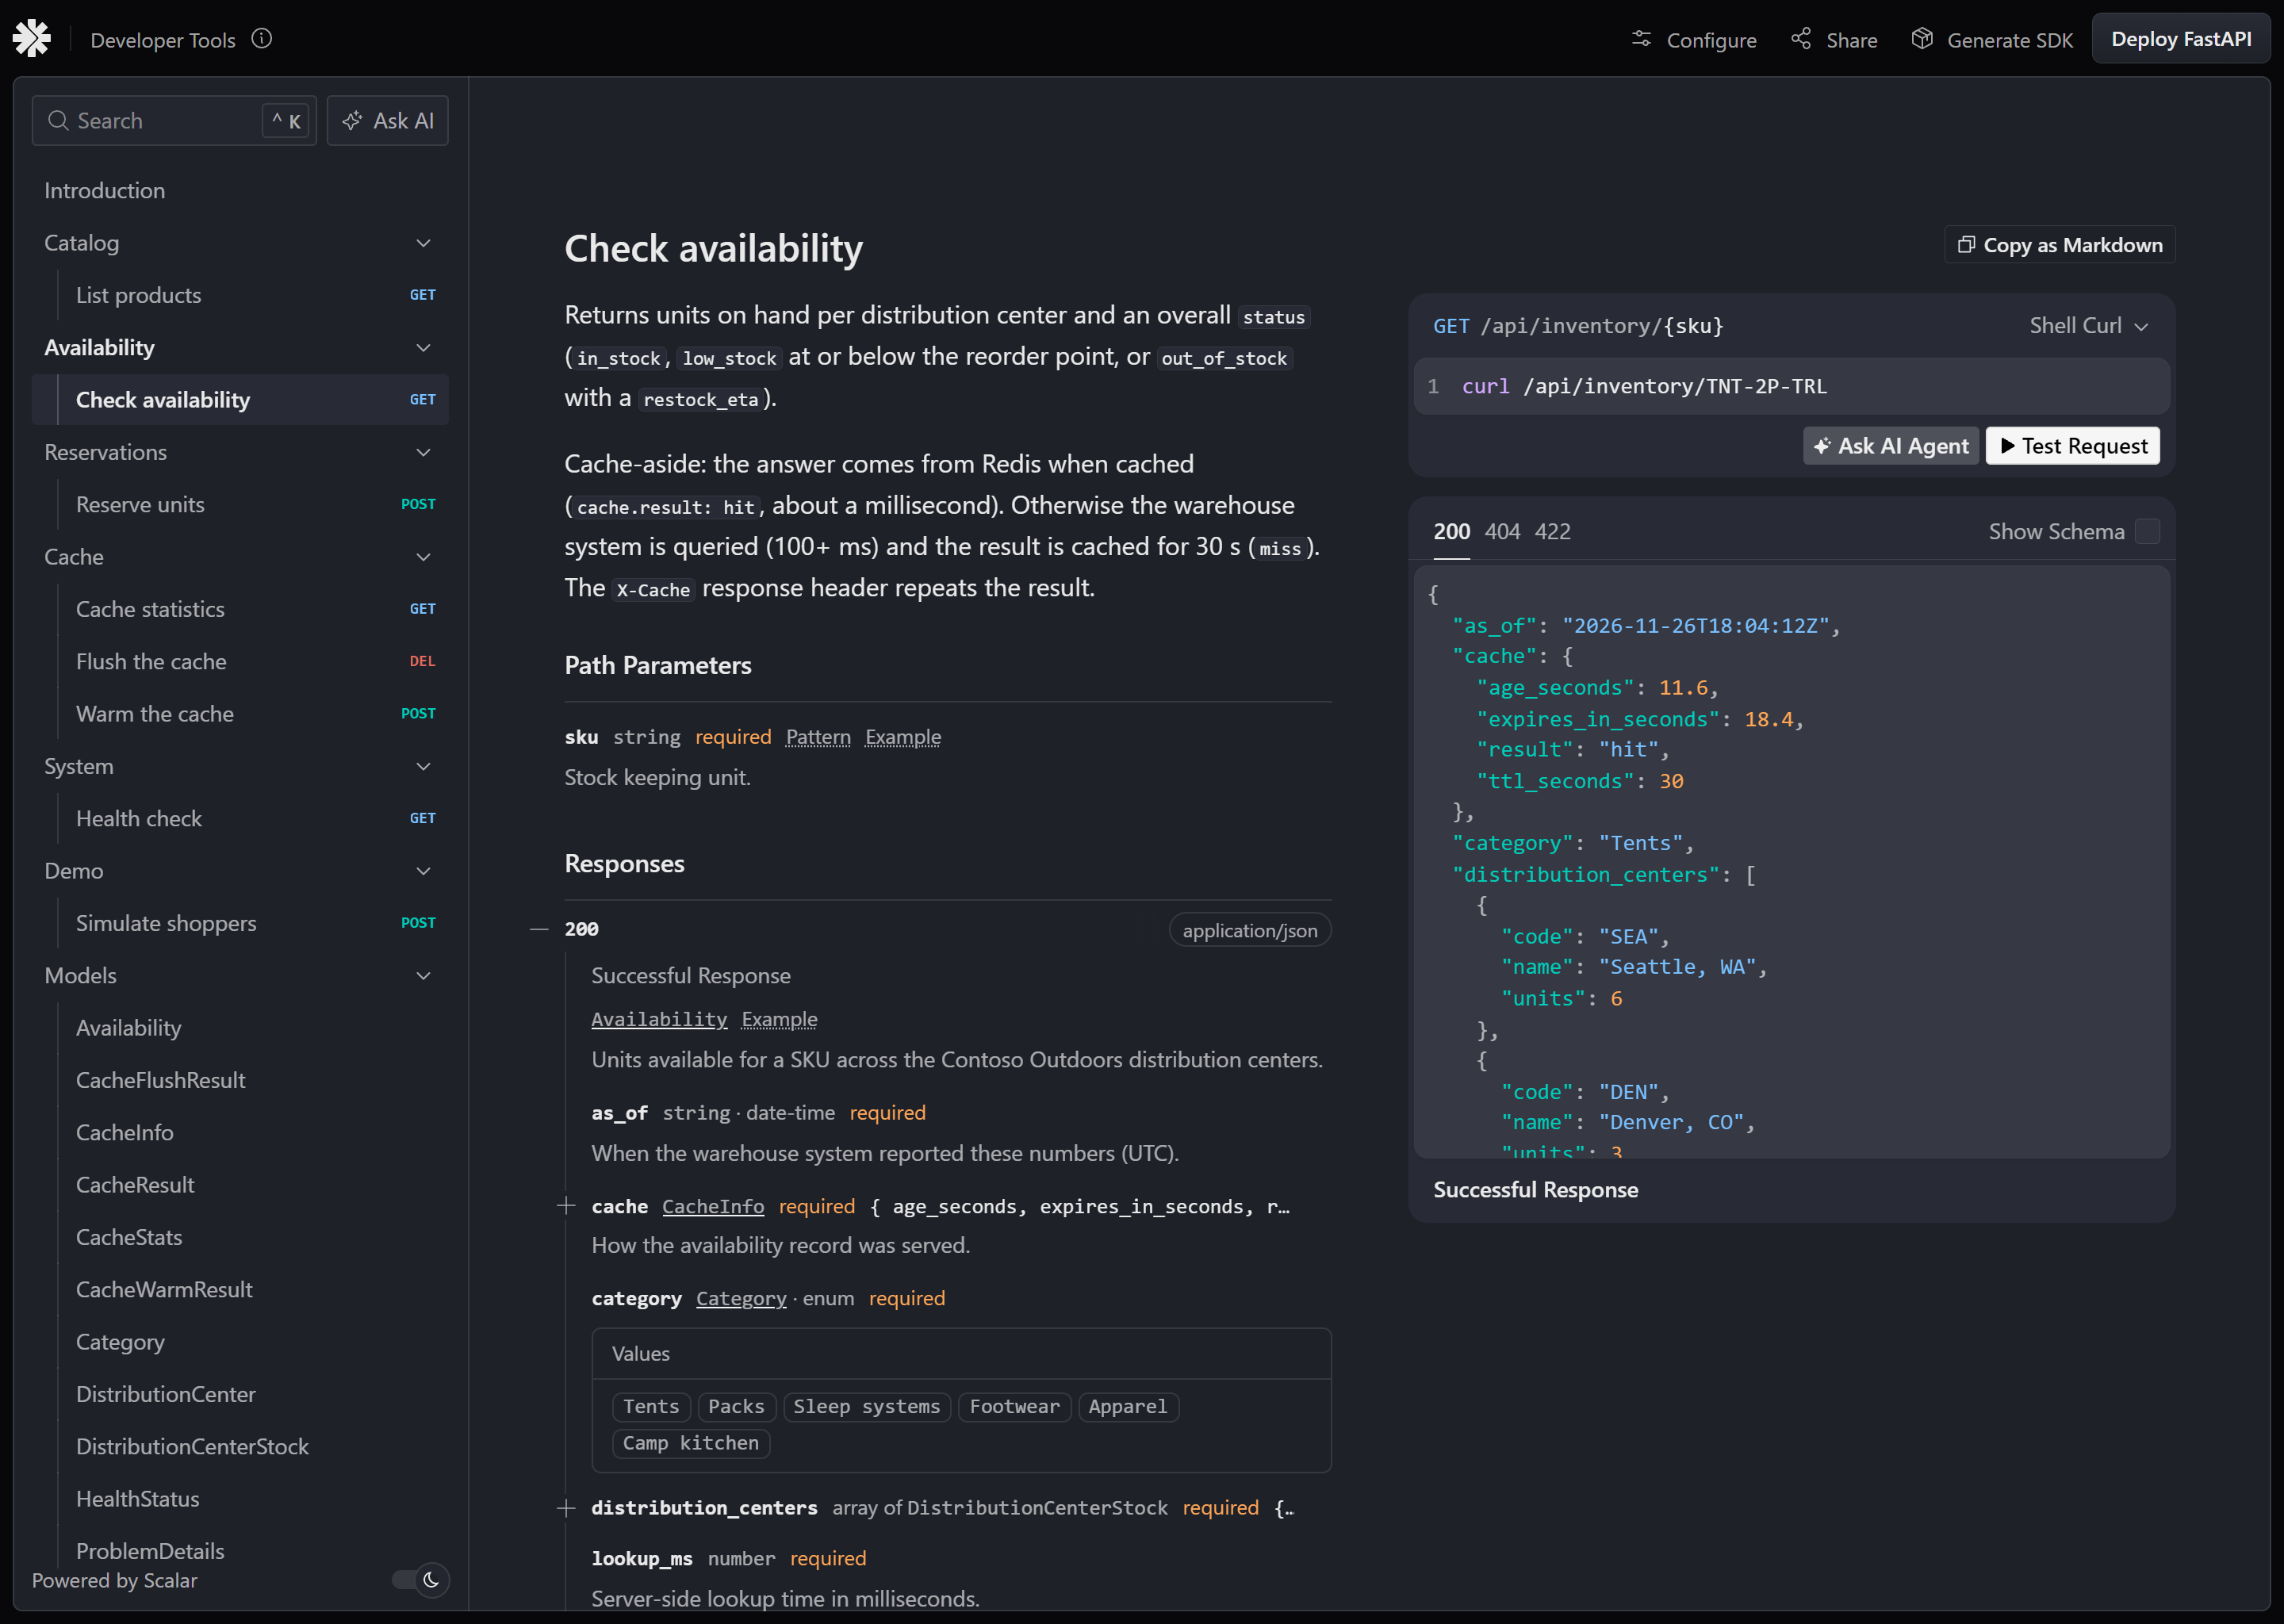 Developer Tools
Configure
Share
Generate SDK
Deploy FastAPI
Search
^ K
Ask AI
Introduction
Catalog
List products GET
Availability
Check availability GET
Reservations
Reserve units POST
Cache
Cache statistics GET
Flush the cache DEL
Warm the cache POST
System
Health check GET
Demo
Simulate shoppers POST
Models
Availability
CacheFlushResult
CacheInfo
CacheResult
CacheStats
CacheWarmResult
Category
DistributionCenter
DistributionCenterStock
HealthStatus
ProblemDetails
Powered by Scalar
Check availability
Returns units on hand per distribution center and an overall status
(in_stock, low_stock at or below the reorder point, or out_of_stock
with a restock_eta).
Cache-aside: the answer comes from Redis when cached
(cache.result: hit, about a millisecond). Otherwise the warehouse
system is queried (100+ ms) and the result is cached for 30 s (miss).
The X-Cache response header repeats the result.
Path Parameters
sku string required Pattern Example
Stock keeping unit.
Responses
200 application/json
Successful Response
Availability Example
Units available for a SKU across the Contoso Outdoors distribution centers.
as_of string · date-time required
When the warehouse system reported these numbers (UTC).
cache CacheInfo required { age_seconds, expires_in_seconds, r…
How the availability record was served.
category Category · enum required
Values
Tents Packs Sleep systems Footwear Apparel
Camp kitchen
distribution_centers array of DistributionCenterStock required {…
lookup_ms number required
Server-side lookup time in milliseconds.
Copy as Markdown
GET /api/inventory/{sku} Shell Curl
1 curl /api/inventory/TNT-2P-TRL
Ask AI Agent
Test Request
200 404 422 Show Schema
{
"as_of": "2026-11-26T18:04:12Z",
"cache": {
"age_seconds": 11.6,
"expires_in_seconds": 18.4,
"result": "hit",
"ttl_seconds": 30
},
"category": "Tents",
"distribution_centers": [
{
"code": "SEA",
"name": "Seattle, WA",
"units": 6
},
{
"code": "DEN",
"name": "Denver, CO",
"units": 3
Successful Response